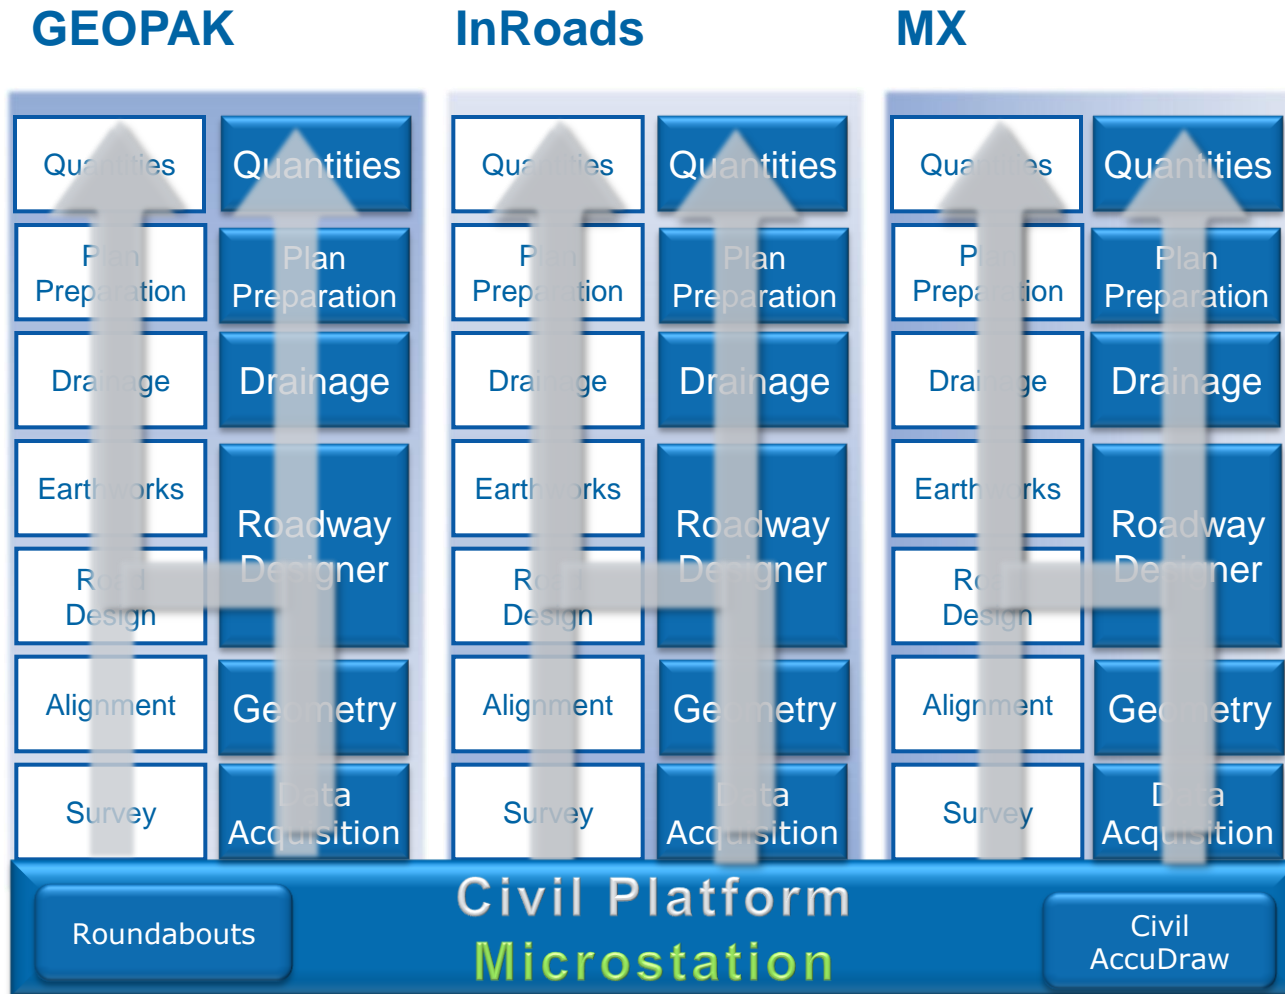 GEOPAK
InRoads
MX
Quantities
Quantities
Quantities
Quantities
Quantities
Quantities
Plan
Preparation
Plan
Preparation
Plan
Preparation
Plan
Preparation
Plan
Preparation
Plan
Preparation
Drainage
Drainage
Drainage
Drainage
Drainage
Drainage
Earthworks
Roadway
Designer
Earthworks
Roadway
Designer
Earthworks
Roadway
Designer
Road
Design
Road
Design
Road
Design
Alignment
Geometry
Alignment
Geometry
Alignment
Geometry
Survey
Data
Acquisition
Survey
Data
Acquisition
Survey
Data
Acquisition
Roundabouts
Civil Platform
Microstation
Civil
AccuDraw